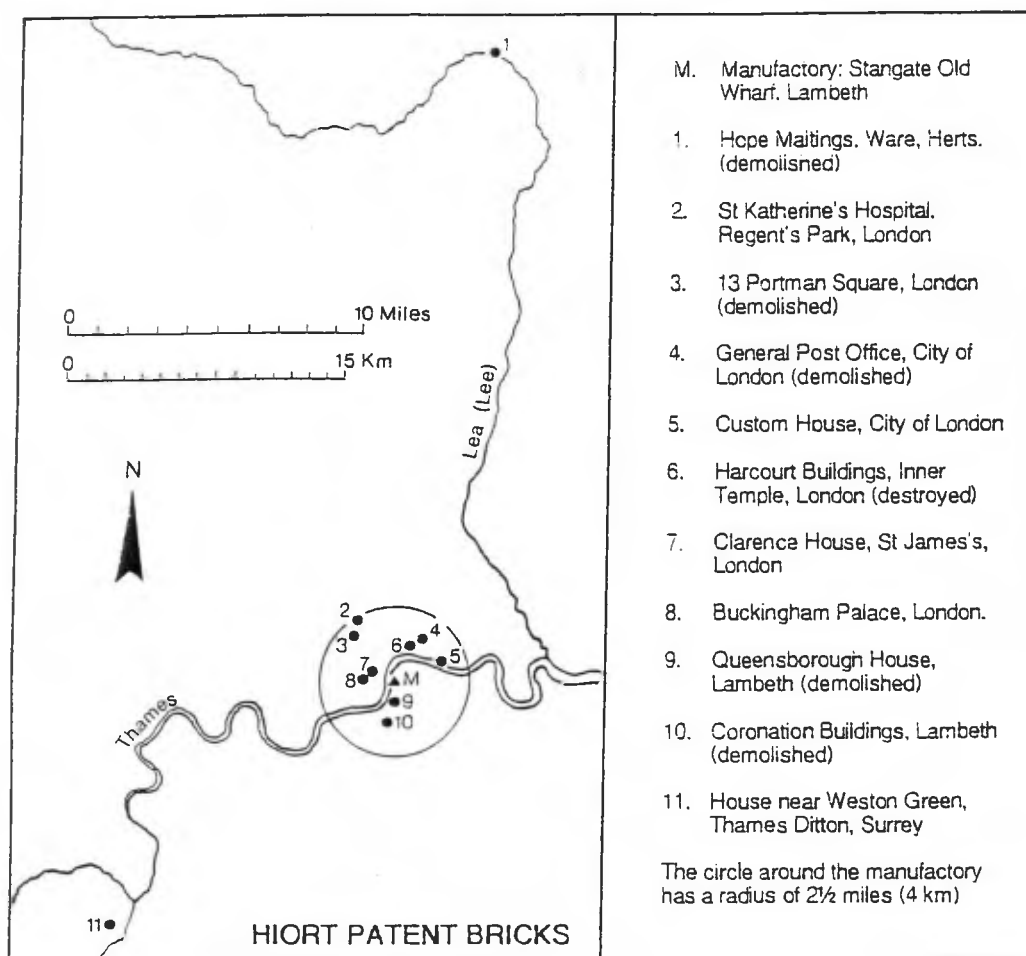 1
0 10 Miles
0 15 Km
Lea (Lee)
N
2
3
4
6
5
7
8
M
9
10
Thames
11
HIORT PATENT BRICKS
M. Manufactory: Stangate Old
Wharf, Lambeth
1. Hope Maltings, Ware, Herts.
(demolished)
2. St Katherine's Hospital,
Regent's Park, London
3. 13 Portman Square, London
(demolished)
4. General Post Office, City of
London (demolished)
5. Custom House, City of London
6. Harcourt Buildings, Inner
Temple, London (destroyed)
7. Clarence House, St James's,
London
8. Buckingham Palace, London.
9. Queensborough House,
Lambeth (demolished)
10. Coronation Buildings, Lambeth
(demolished)
11. House near Weston Green,
Thames Ditton, Surrey
The circle around the manufactory
has a radius of 2½ miles (4 km)